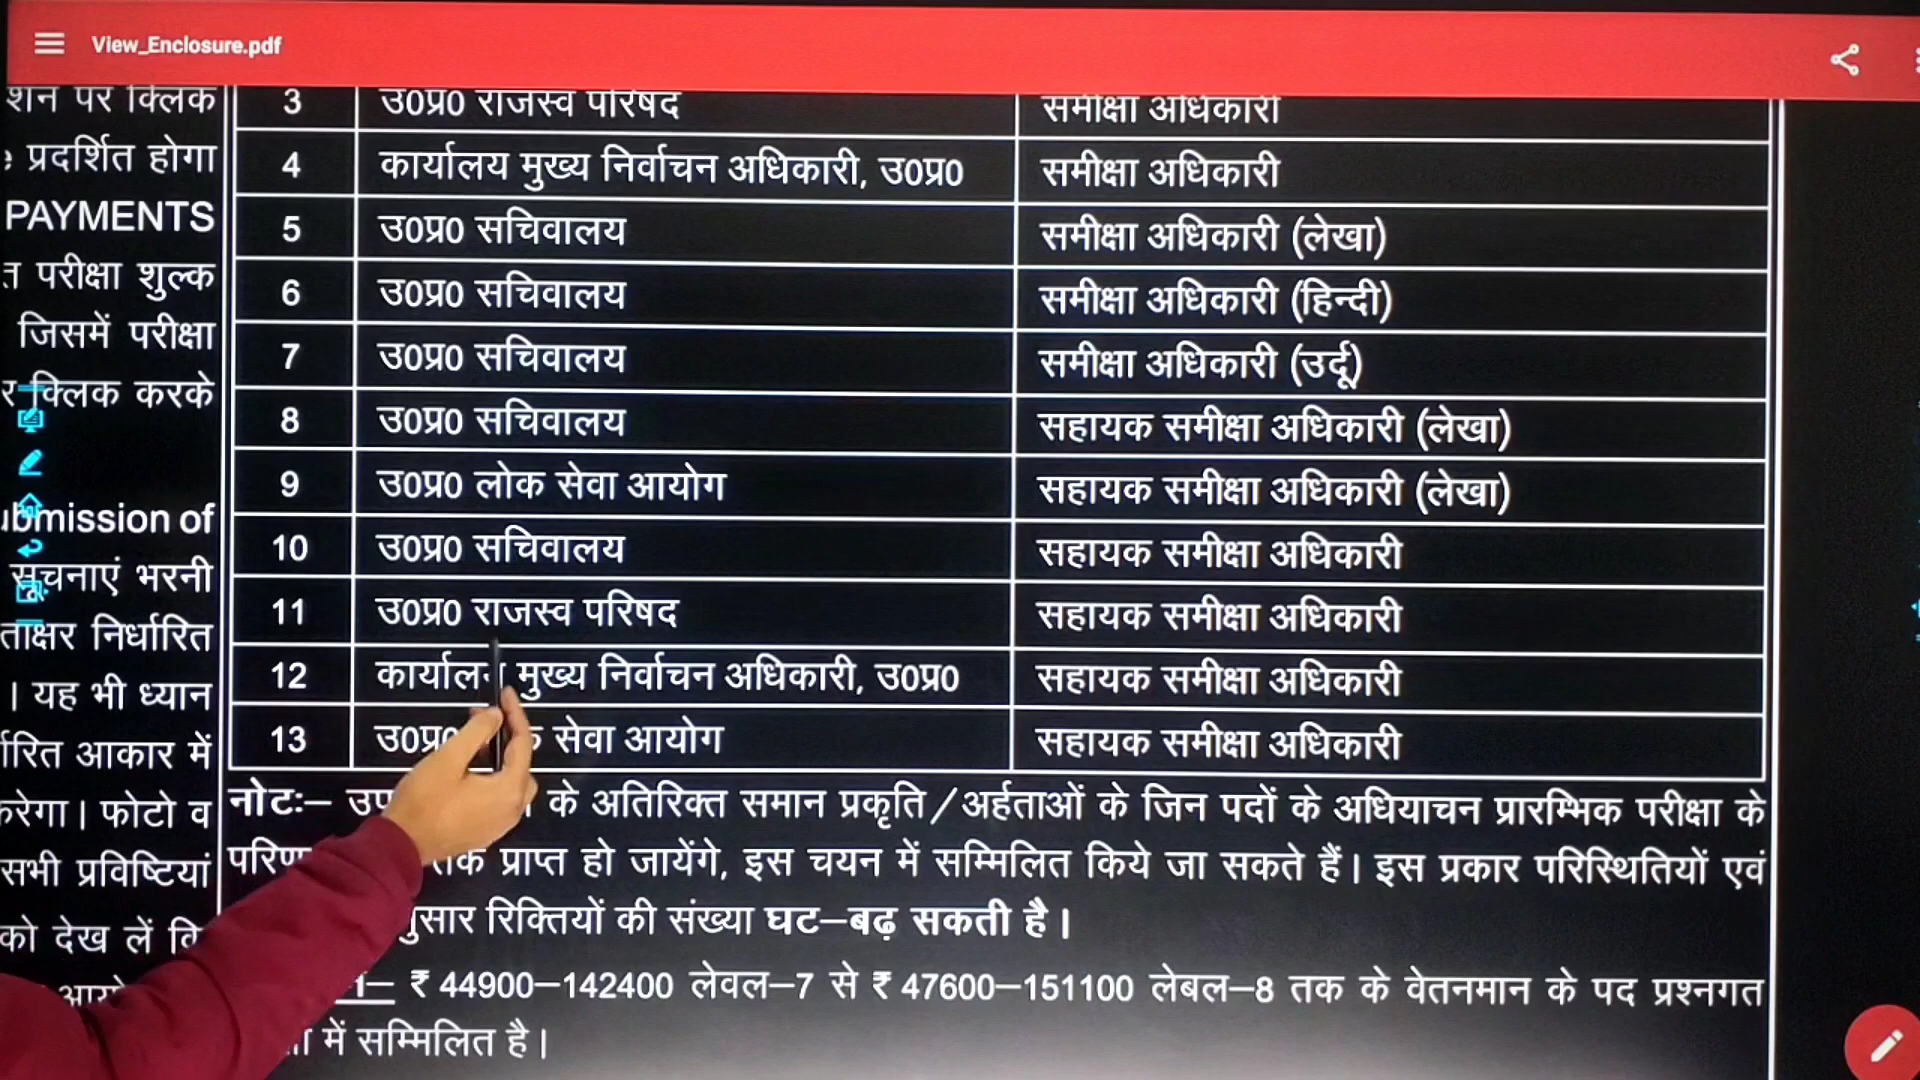 View_Enclosure.pdf
शन पर क्लिक
प्रदर्शित होगा
PAYMENTS
परीक्षा शुल्क
जिसमें परीक्षा
क्लिक करके
ubmission of
सूचनाएं भरनी
ताक्षर निर्धारित
। यह भी ध्यान
र्गरित आकार में
करेगा। फोटो व
सभी प्रविष्टियां
को देख लें
3 उ0प्र0 राजस्व परिषद समीक्षा अधिकारी
4 कार्यालय मुख्य निर्वाचन अधिकारी, उ0प्र0 समीक्षा अधिकारी
5 उ0प्र0 सचिवालय समीक्षा अधिकारी (लेखा)
6 उ0प्र0 सचिवालय समीक्षा अधिकारी (हिन्दी)
7 उ0प्र0 सचिवालय समीक्षा अधिकारी (उर्दू)
8 उ0प्र0 सचिवालय सहायक समीक्षा अधिकारी (लेखा)
9 उ0प्र0 लोक सेवा आयोग सहायक समीक्षा अधिकारी (लेखा)
10 उ0प्र0 सचिवालय सहायक समीक्षा अधिकारी
11 उ0प्र0 राजस्व परिषद सहायक समीक्षा अधिकारी
12 कार्यालय मुख्य निर्वाचन अधिकारी, उ0प्र0 सहायक समीक्षा अधिकारी
13 उ0प्र0 सेवा आयोग सहायक समीक्षा अधिकारी
नोटः– के अतिरिक्त समान प्रकृति/अर्हताओं के जिन पदों के अधियाचन प्रारम्भिक परीक्षा के
तक प्राप्त हो जायेंगे, इस चयन में सम्मिलित किये जा सकते हैं। इस प्रकार परिस्थितियों एवं
नुसार रिक्तियों की संख्या घट–बढ़ सकती है।
₹ 44900–142400 लेवल–7 से ₹ 47600–151100 लेबल–8 तक के वेतनमान के पद प्रश्नगत
में सम्मिलित है।